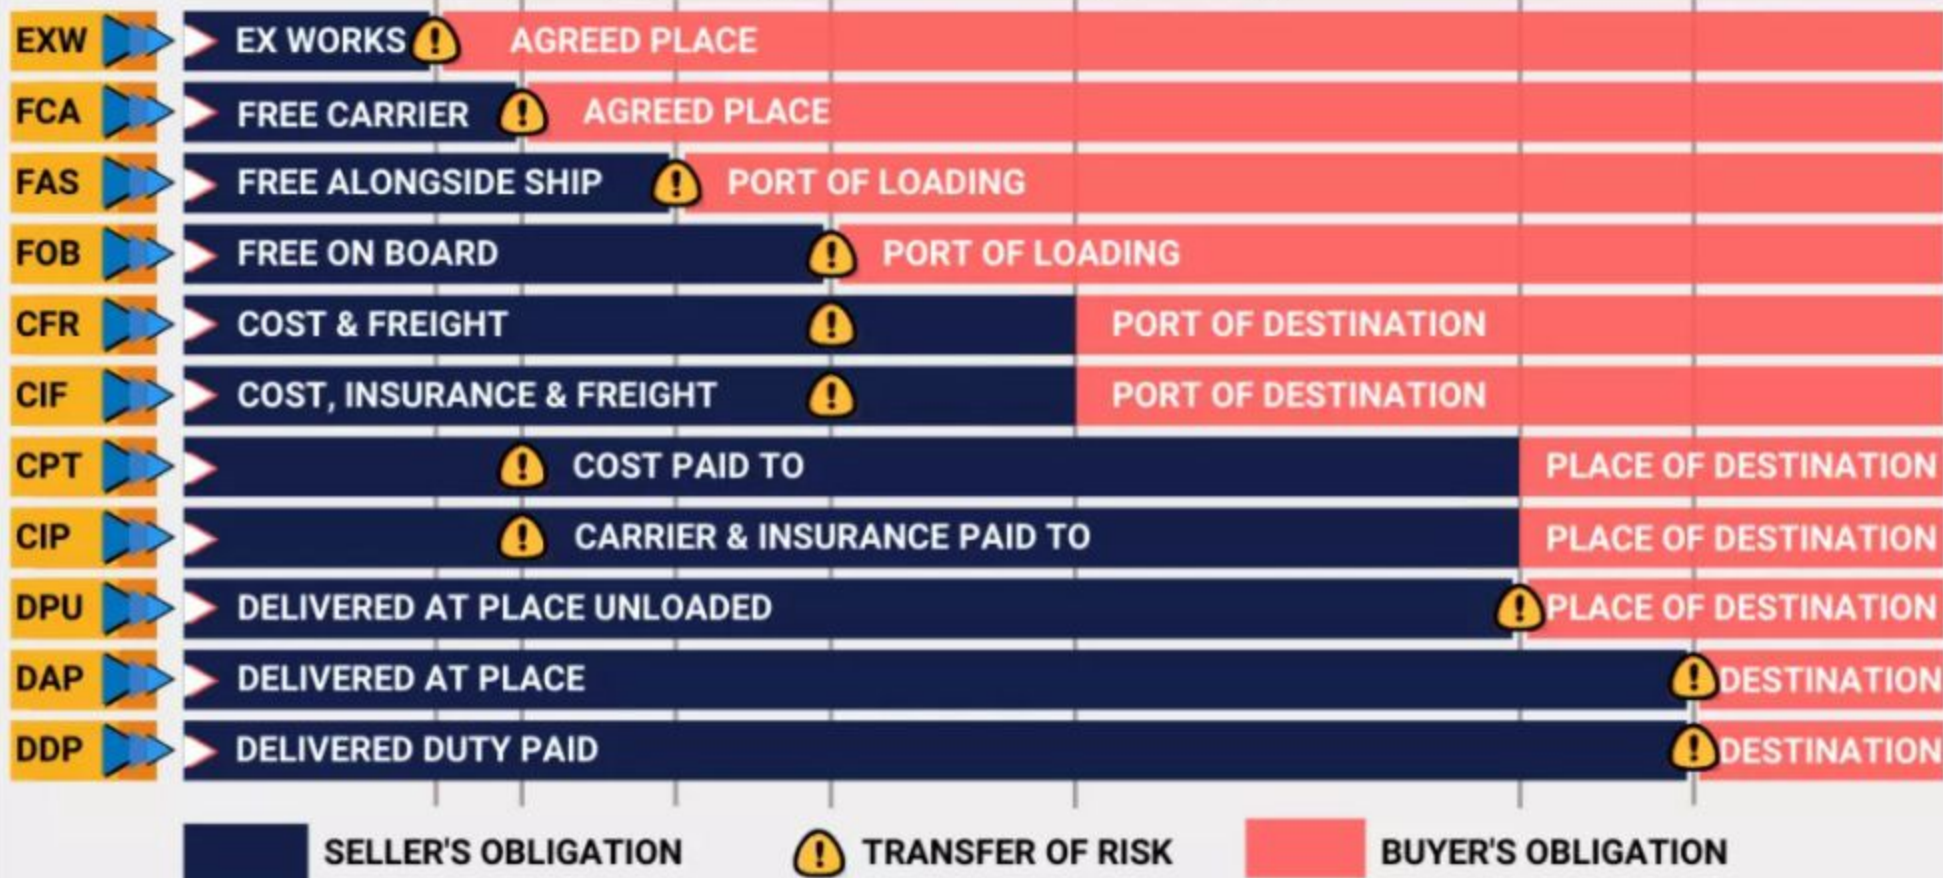 EXW EX WORKS ! AGREED PLACE
FCA FREE CARRIER ! AGREED PLACE
FAS FREE ALONGSIDE SHIP ! PORT OF LOADING
FOB FREE ON BOARD ! PORT OF LOADING
CFR COST & FREIGHT ! PORT OF DESTINATION
CIF COST, INSURANCE & FREIGHT ! PORT OF DESTINATION
CPT ! COST PAID TO PLACE OF DESTINATION
CIP ! CARRIER & INSURANCE PAID TO PLACE OF DESTINATION
DPU DELIVERED AT PLACE UNLOADED ! PLACE OF DESTINATION
DAP DELIVERED AT PLACE ! DESTINATION
DDP DELIVERED DUTY PAID ! DESTINATION
SELLER'S OBLIGATION ! TRANSFER OF RISK BUYER'S OBLIGATION